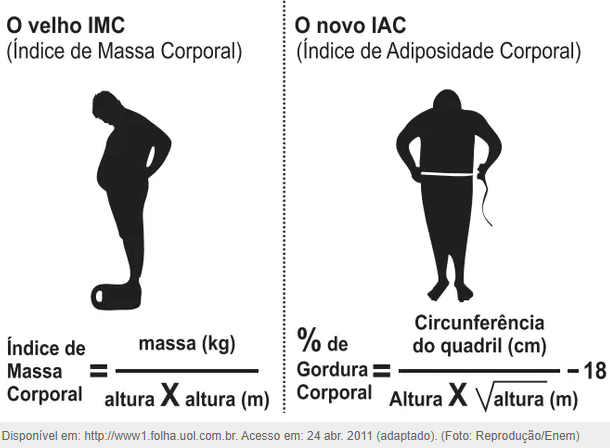 O velho IMC
(Índice de Massa Corporal)
Índice de
Massa
Corporal
=
massa (kg)
altura X altura (m)
O novo IAC
(Índice de Adiposidade Corporal)
% de
Gordura
Corporal
=
Circunferência
do quadril (cm)
Altura X √altura (m)
– 18
Disponível em: http://www1.folha.uol.com.br. Acesso em: 24 abr. 2011 (adaptado). (Foto: Reprodução/Enem)